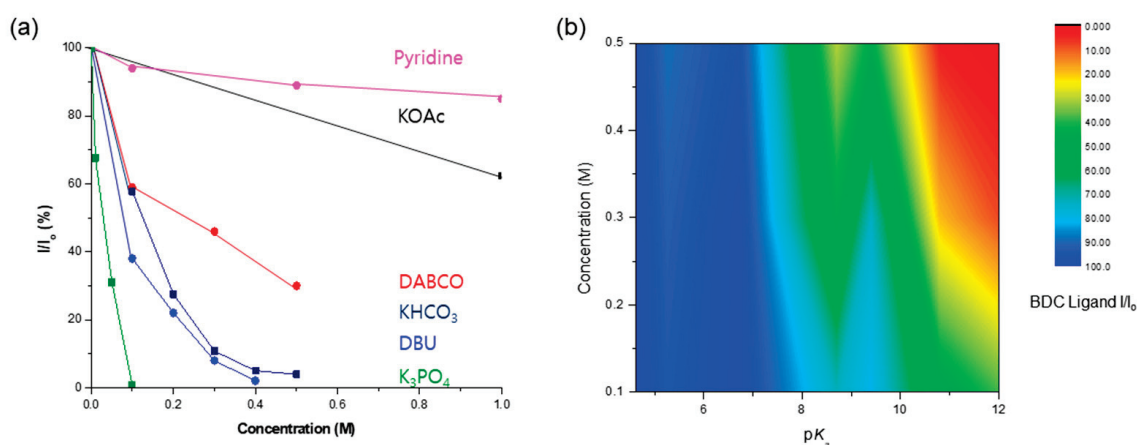 (a)
100
80
60
40
20
0
I/Iₒ (%)
0.0 0.2 0.4 0.6 0.8 1.0
Concentration (M)
Pyridine
KOAc
DABCO
KHCO₃
DBU
K₃PO₄
(b)
0.5
0.4
0.3
0.2
0.1
Concentration (M)
6 8 10 12
0.000
10.00
20.00
30.00
40.00
50.00
60.00
70.00
80.00
90.00
100.0
BDC Ligand I/I₀